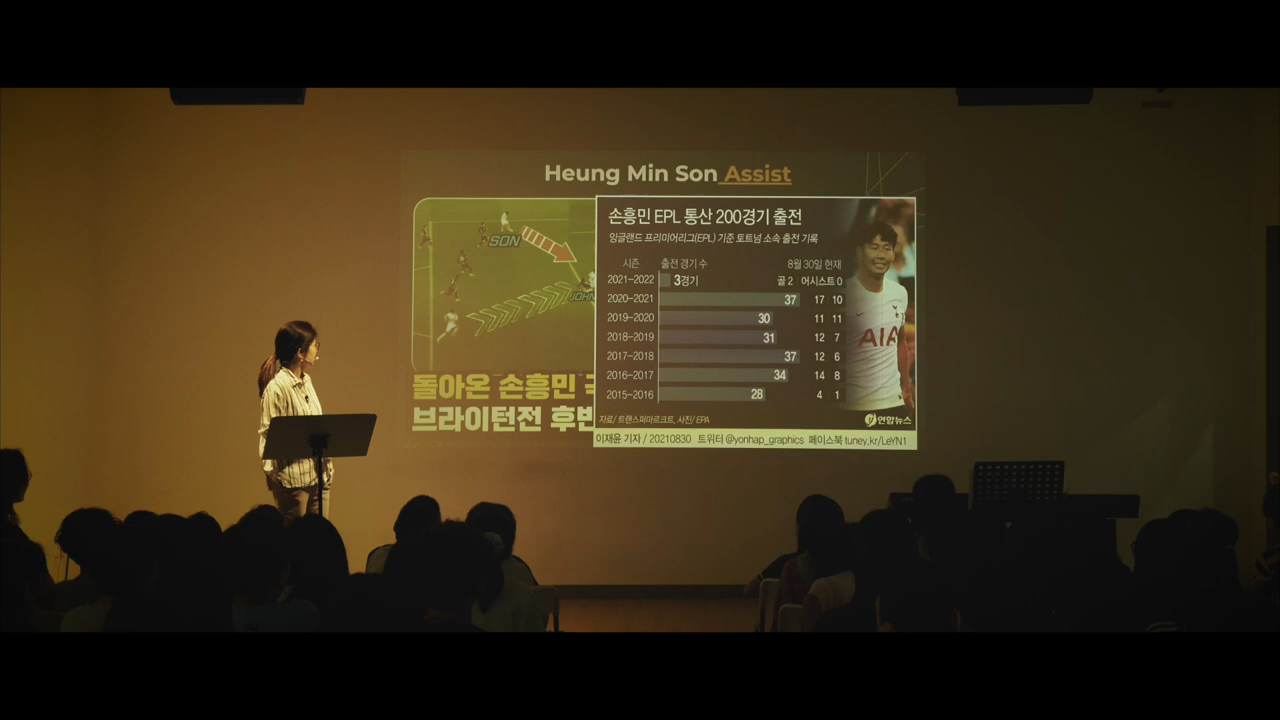 Heung Min Son Assist
SON
JOHN
돌아온 손흥민
브라이턴전 후반
손흥민 EPL 통산 200경기 출전
잉글랜드 프리미어리그(EPL) 기준 토트넘 소속 출전 기록
8월 30일 현재
시즌 출전 경기 수 골 2 어시스트 0
2021-2022 3경기
2020-2021 37 17 10
2019-2020 30 11 11
2018-2019 31 12 7
2017-2018 37 12 6
2016-2017 34 14 8
2015-2016 28 4 1
AIA
자료/ 트랜스퍼마르크트, 사진/ EPA
연합뉴스
이재윤 기자 / 20210830 트위터 @yonhap_graphics 페이스북 tuney.kr/LeYN1